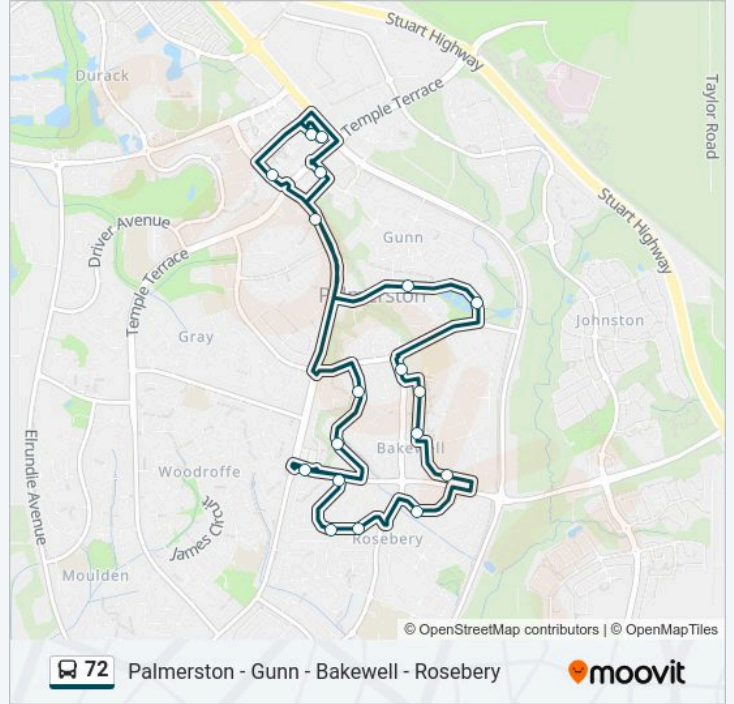 Stuart Highway
Durack
Temple Terrace
Taylor Road
Stuart Highway
Driver Avenue
Gunn
Temple Terrace
Palmerston
Johnston
Gray
Elrundie Avenue
Bakewell
Woodroffe
James Circuit
Rosebery
Moulden
© OpenStreetMap contributors | © OpenMapTiles
72 Palmerston - Gunn - Bakewell - Rosebery moovit